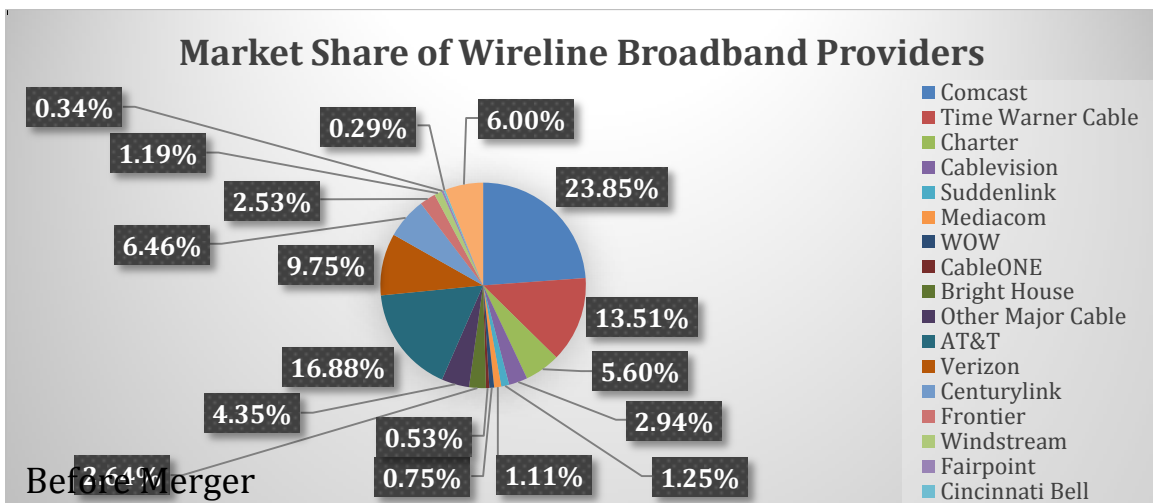 Market Share of Wireline Broadband Providers
0.34%
0.29%
6.00%
1.19%
23.85%
2.53%
6.46%
9.75%
13.51%
16.88%
5.60%
4.35%
2.94%
0.53%
2.64%
0.75%
1.11%
1.25%
Before Merger
Comcast
Time Warner Cable
Charter
Cablevision
Suddenlink
Mediacom
WOW
CableONE
Bright House
Other Major Cable
AT&T
Verizon
Centurylink
Frontier
Windstream
Fairpoint
Cincinnati Bell